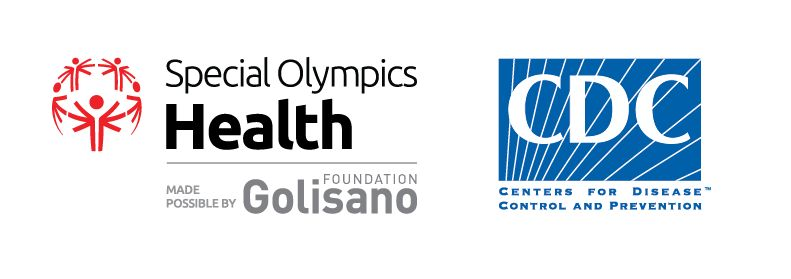 Special Olympics
Health
MADE
POSSIBLE BY
FOUNDATION
Golisano
CDC
CENTERS FOR DISEASE™
CONTROL AND PREVENTION